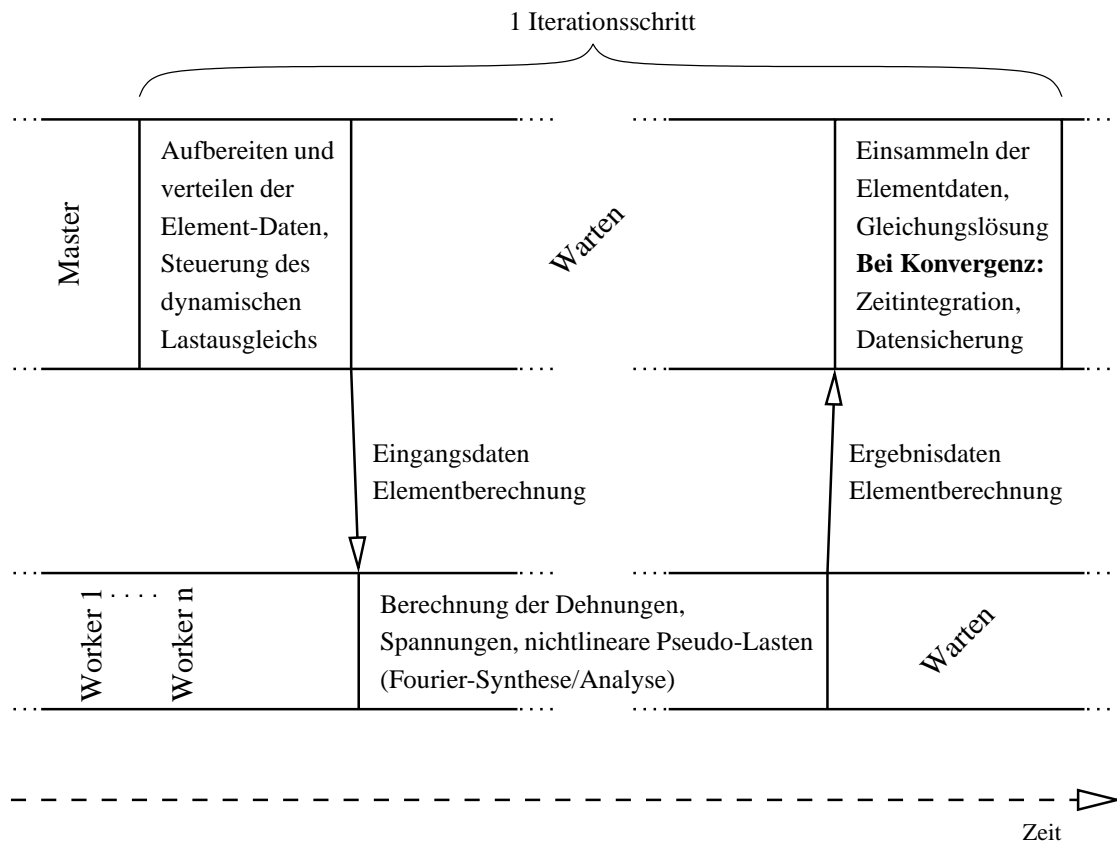 1 Iterationsschritt
Master
Aufbereiten und
verteilen der
Element-Daten,
Steuerung des
dynamischen
Lastausgleichs
Warten
Einsammeln der
Elementdaten,
Gleichungslösung
Bei Konvergenz:
Zeitintegration,
Datensicherung
Eingangsdaten
Elementberechnung
Ergebnisdaten
Elementberechnung
Worker 1
Worker n
Berechnung der Dehnungen,
Spannungen, nichtlineare Pseudo-Lasten
(Fourier-Synthese/Analyse)
Warten
Zeit